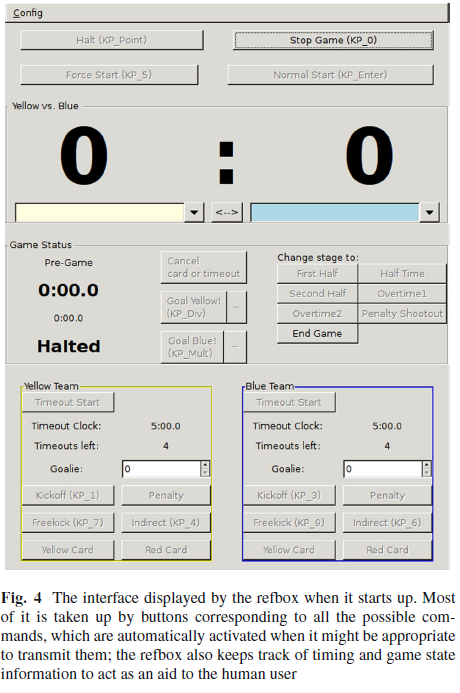 Config
Halt (KP_Point) Stop Game (KP_0)
Force Start (KP_5) Normal Start (KP_Enter)
Yellow vs. Blue
0 : 0
<-->
Game Status
Pre-Game
0:00.0
0:00.0
Halted
Cancel
card or timeout
Goal Yellow!
(KP_Div)
...
Goal Blue!
(KP_Mult)
...
Change stage to:
First Half Half Time
Second Half Overtime1
Overtime2 Penalty Shootout
End Game
Yellow Team
Timeout Start
Timeout Clock: 5:00.0
Timeouts left: 4
Goalie: 0
Kickoff (KP_1) Penalty
Freekick (KP_7) Indirect (KP_4)
Yellow Card Red Card
Blue Team
Timeout Start
Timeout Clock: 5:00.0
Timeouts left: 4
Goalie: 0
Kickoff (KP_3) Penalty
Freekick (KP_9) Indirect (KP_6)
Yellow Card Red Card
Fig. 4 The interface displayed by the refbox when it starts up. Most
of it is taken up by buttons corresponding to all the possible com-
mands, which are automatically activated when it might be appropriate
to transmit them; the refbox also keeps track of timing and game state
information to act as an aid to the human user